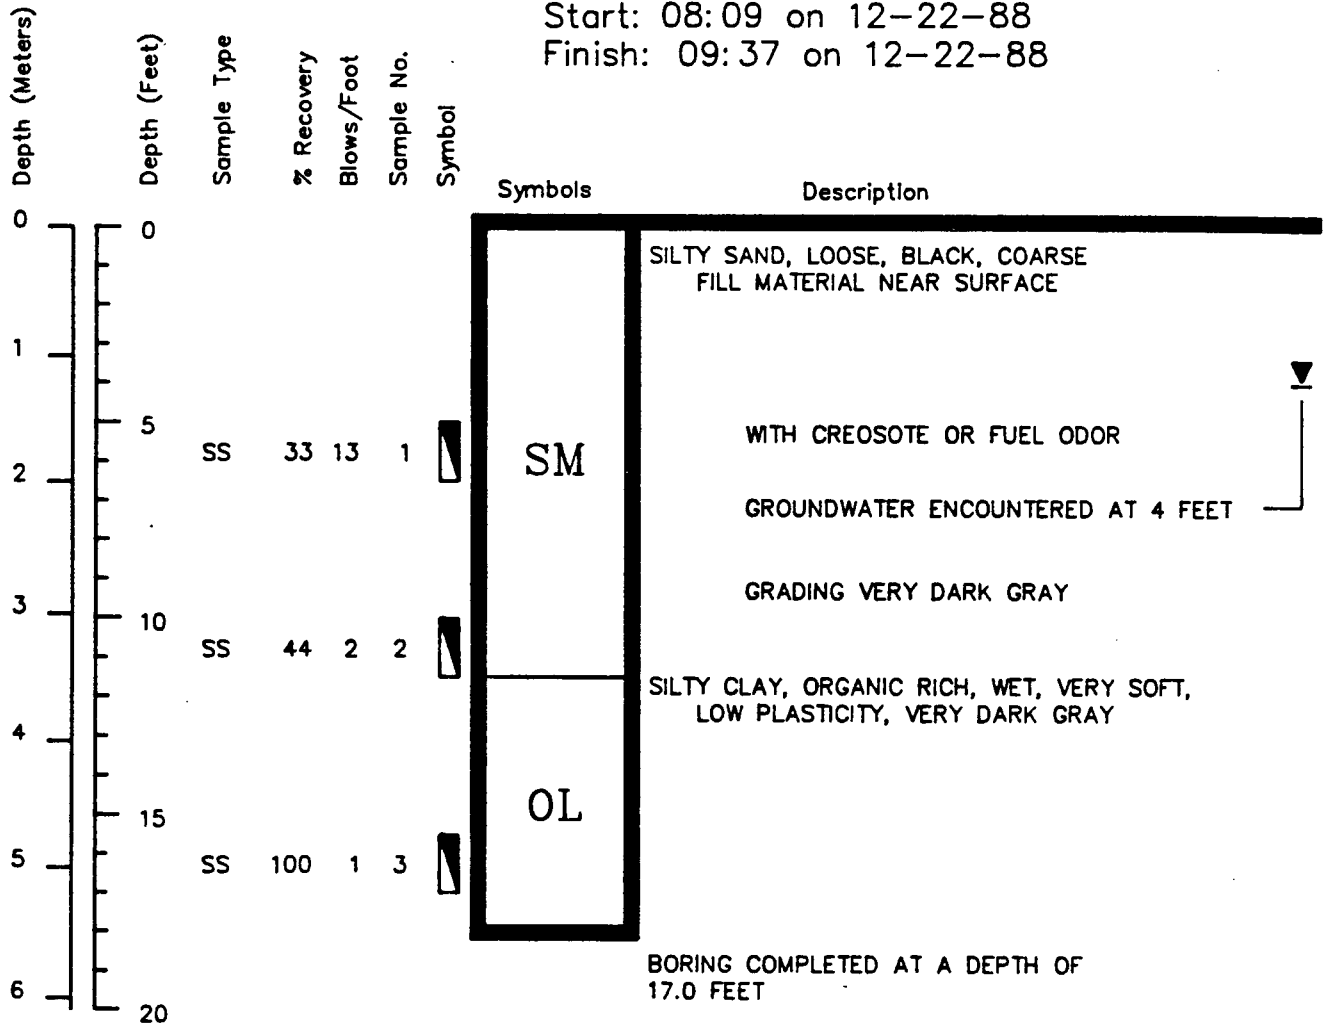 Start: 08:09 on 12-22-88
Finish: 09:37 on 12-22-88
Depth (Meters)
Depth (Feet)
Sample Type
% Recovery
Blows/Foot
Sample No.
Symbol
Symbols Description
0 0
SILTY SAND, LOOSE, BLACK, COARSE
FILL MATERIAL NEAR SURFACE
1
5
WITH CREOSOTE OR FUEL ODOR
SS 33 13 1 SM
2
GROUNDWATER ENCOUNTERED AT 4 FEET
GRADING VERY DARK GRAY
3
10
SS 44 2 2
SILTY CLAY, ORGANIC RICH, WET, VERY SOFT,
LOW PLASTICITY, VERY DARK GRAY
4
OL
15
5 SS 100 1 3
BORING COMPLETED AT A DEPTH OF
17.0 FEET
6
20